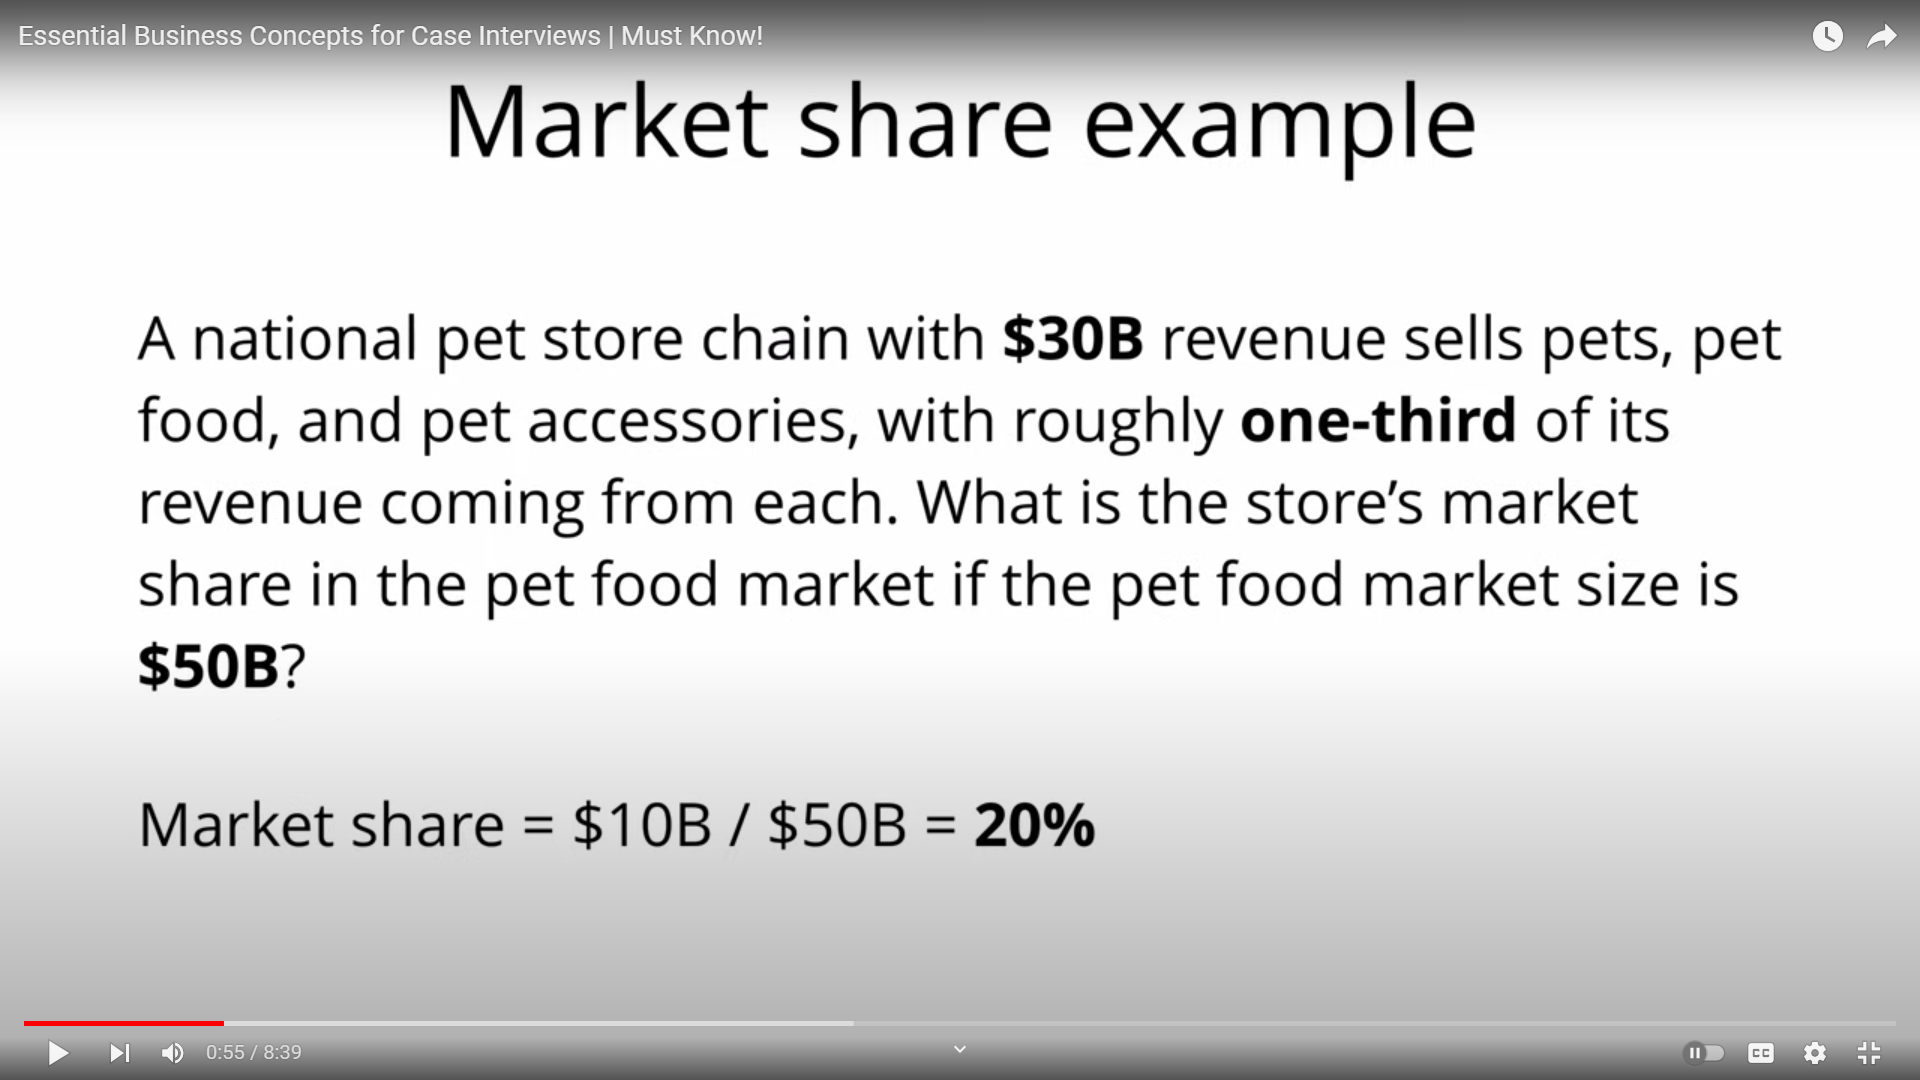 Essential Business Concepts for Case Interviews | Must Know!
Market share example
A national pet store chain with $30B revenue sells pets, pet
food, and pet accessories, with roughly one-third of its
revenue coming from each. What is the store’s market
share in the pet food market if the pet food market size is
$50B?
Market share = $10B / $50B = 20%
0:55 / 8:39
CC